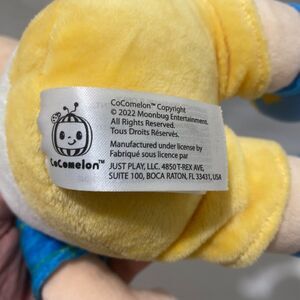 CoComelon™ Copyright
© 2022 Moonbug Entertainment.
All Rights Reserved.
Tous Droits Réservés.
Manufactured under license by
Fabriqué sous licence par
JUST PLAY, LLC. 4850 T-REX AVE,
SUITE 100, BOCA RATON, FL 33431, USA
CoComelon™